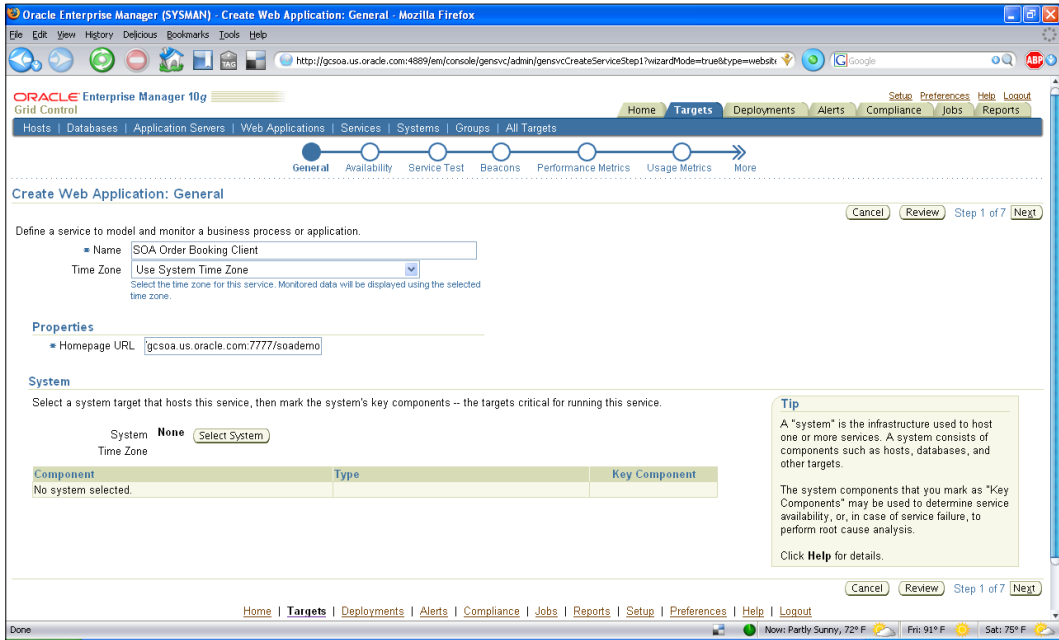 Oracle Enterprise Manager (SYSMAN) - Create Web Application: General - Mozilla Firefox
File Edit View History Delicious Bookmarks Tools Help
TAG http://gcsoa.us.oracle.com:4889/em/console/gensvc/admin/gensvcCreateServiceStep1?wizardMode=true&type=website G Google ABP
Setup Preferences Help Logout
ORACLE Enterprise Manager 10g
Grid Control
Home Targets Deployments Alerts Compliance Jobs Reports
Hosts | Databases | Application Servers | Web Applications | Services | Systems | Groups | All Targets
General Availability Service Test Beacons Performance Metrics Usage Metrics More
Create Web Application: General
Cancel Review Step 1 of 7 Next
Define a service to model and monitor a business process or application.
* Name SOA Order Booking Client
Time Zone Use System Time Zone
Select the time zone for this service. Monitored data will be displayed using the selected
time zone.
Properties
* Homepage URL /gcsoa.us.oracle.com:7777/soademo
System
Select a system target that hosts this service, then mark the system's key components -- the targets critical for running this service.
System None Select System
Time Zone
Component Type Key Component
No system selected.
Tip
A "system" is the infrastructure used to host
one or more services. A system consists of
components such as hosts, databases, and
other targets.
The system components that you mark as "Key
Components" may be used to determine service
availability, or, in case of service failure, to
perform root cause analysis.
Click Help for details.
Cancel Review Step 1 of 7 Next
Home | Targets | Deployments | Alerts | Compliance | Jobs | Reports | Setup | Preferences | Help | Logout
Done Now: Partly Sunny, 72° F Fri: 91° F Sat: 75° F